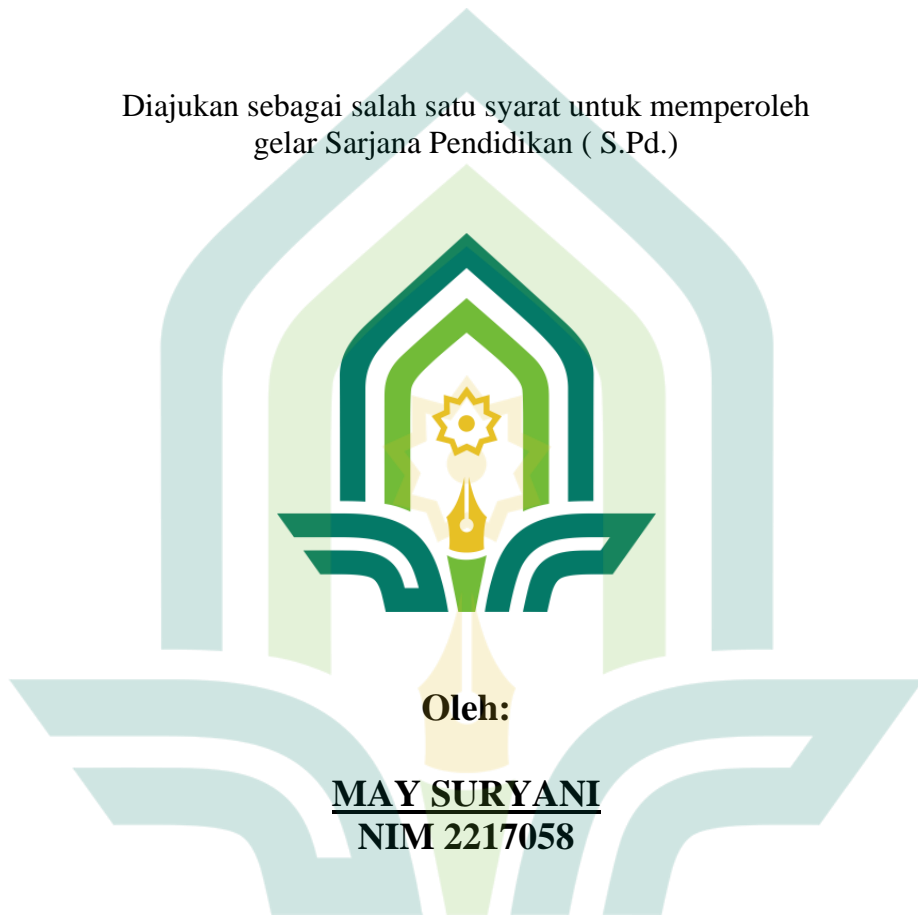 Diajukan sebagai salah satu syarat untuk memperoleh
gelar Sarjana Pendidikan ( S.Pd.)
Oleh:
MAY SURYANI
NIM 2217058